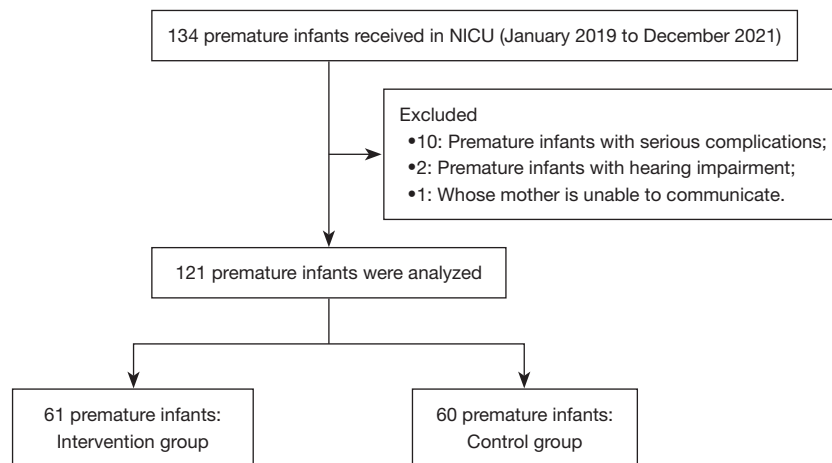 134 premature infants received in NICU (January 2019 to December 2021)
Excluded
•10: Premature infants with serious complications;
•2: Premature infants with hearing impairment;
•1: Whose mother is unable to communicate.
121 premature infants were analyzed
61 premature infants:
Intervention group
60 premature infants:
Control group